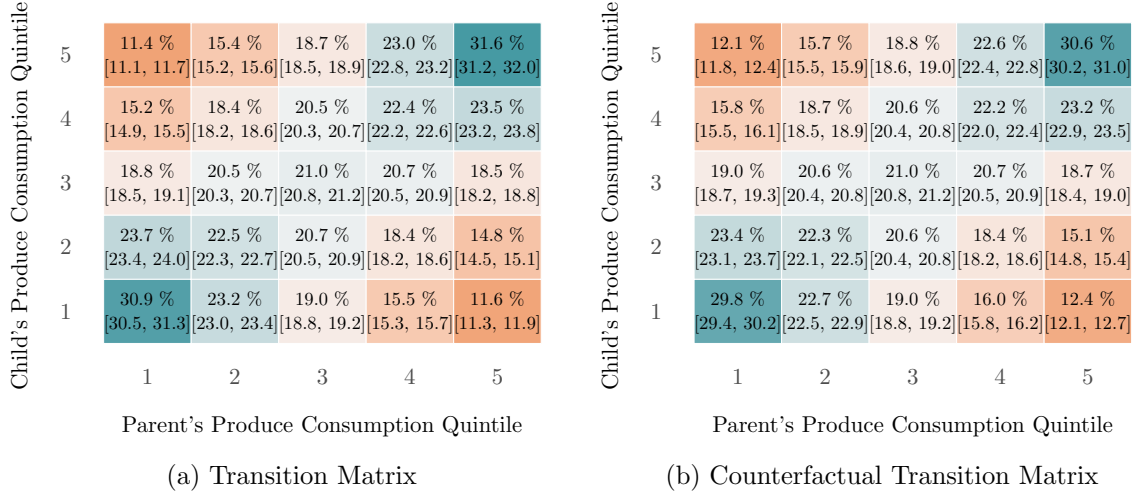 Child's Produce Consumption Quintile
5
11.4 % 15.4 % 18.7 % 23.0 % 31.6 %
[11.1, 11.7] [15.2, 15.6] [18.5, 18.9] [22.8, 23.2] [31.2, 32.0]
4
15.2 % 18.4 % 20.5 % 22.4 % 23.5 %
[14.9, 15.5] [18.2, 18.6] [20.3, 20.7] [22.2, 22.6] [23.2, 23.8]
3
18.8 % 20.5 % 21.0 % 20.7 % 18.5 %
[18.5, 19.1] [20.3, 20.7] [20.8, 21.2] [20.5, 20.9] [18.2, 18.8]
2
23.7 % 22.5 % 20.7 % 18.4 % 14.8 %
[23.4, 24.0] [22.3, 22.7] [20.5, 20.9] [18.2, 18.6] [14.5, 15.1]
1
30.9 % 23.2 % 19.0 % 15.5 % 11.6 %
[30.5, 31.3] [23.0, 23.4] [18.8, 19.2] [15.3, 15.7] [11.3, 11.9]
1 2 3 4 5
Parent's Produce Consumption Quintile
(a) Transition Matrix
Child's Produce Consumption Quintile
5
12.1 % 15.7 % 18.8 % 22.6 % 30.6 %
[11.8, 12.4] [15.5, 15.9] [18.6, 19.0] [22.4, 22.8] [30.2, 31.0]
4
15.8 % 18.7 % 20.6 % 22.2 % 23.2 %
[15.5, 16.1] [18.5, 18.9] [20.4, 20.8] [22.0, 22.4] [22.9, 23.5]
3
19.0 % 20.6 % 21.0 % 20.7 % 18.7 %
[18.7, 19.3] [20.4, 20.8] [20.8, 21.2] [20.5, 20.9] [18.4, 19.0]
2
23.4 % 22.3 % 20.6 % 18.4 % 15.1 %
[23.1, 23.7] [22.1, 22.5] [20.4, 20.8] [18.2, 18.6] [14.8, 15.4]
1
29.8 % 22.7 % 19.0 % 16.0 % 12.4 %
[29.4, 30.2] [22.5, 22.9] [18.8, 19.2] [15.8, 16.2] [12.1, 12.7]
1 2 3 4 5
Parent's Produce Consumption Quintile
(b) Counterfactual Transition Matrix